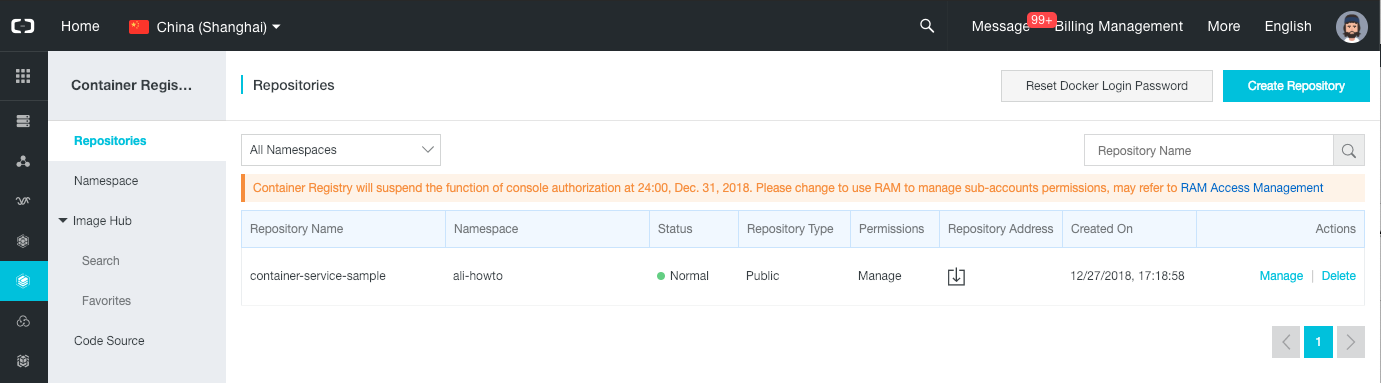 Home China (Shanghai) Message 99+ Billing Management More English
Container Regis... Repositories Reset Docker Login Password Create Repository
Repositories
All Namespaces Repository Name
Namespace
Container Registry will suspend the function of console authorization at 24:00, Dec. 31, 2018. Please change to use RAM to manage sub-accounts permissions, may refer to RAM Access Management
Image Hub
Repository Name Namespace Status Repository Type Permissions Repository Address Created On Actions
Search
container-service-sample ali-howto Normal Public Manage 12/27/2018, 17:18:58 Manage | Delete
Favorites
Code Source
1